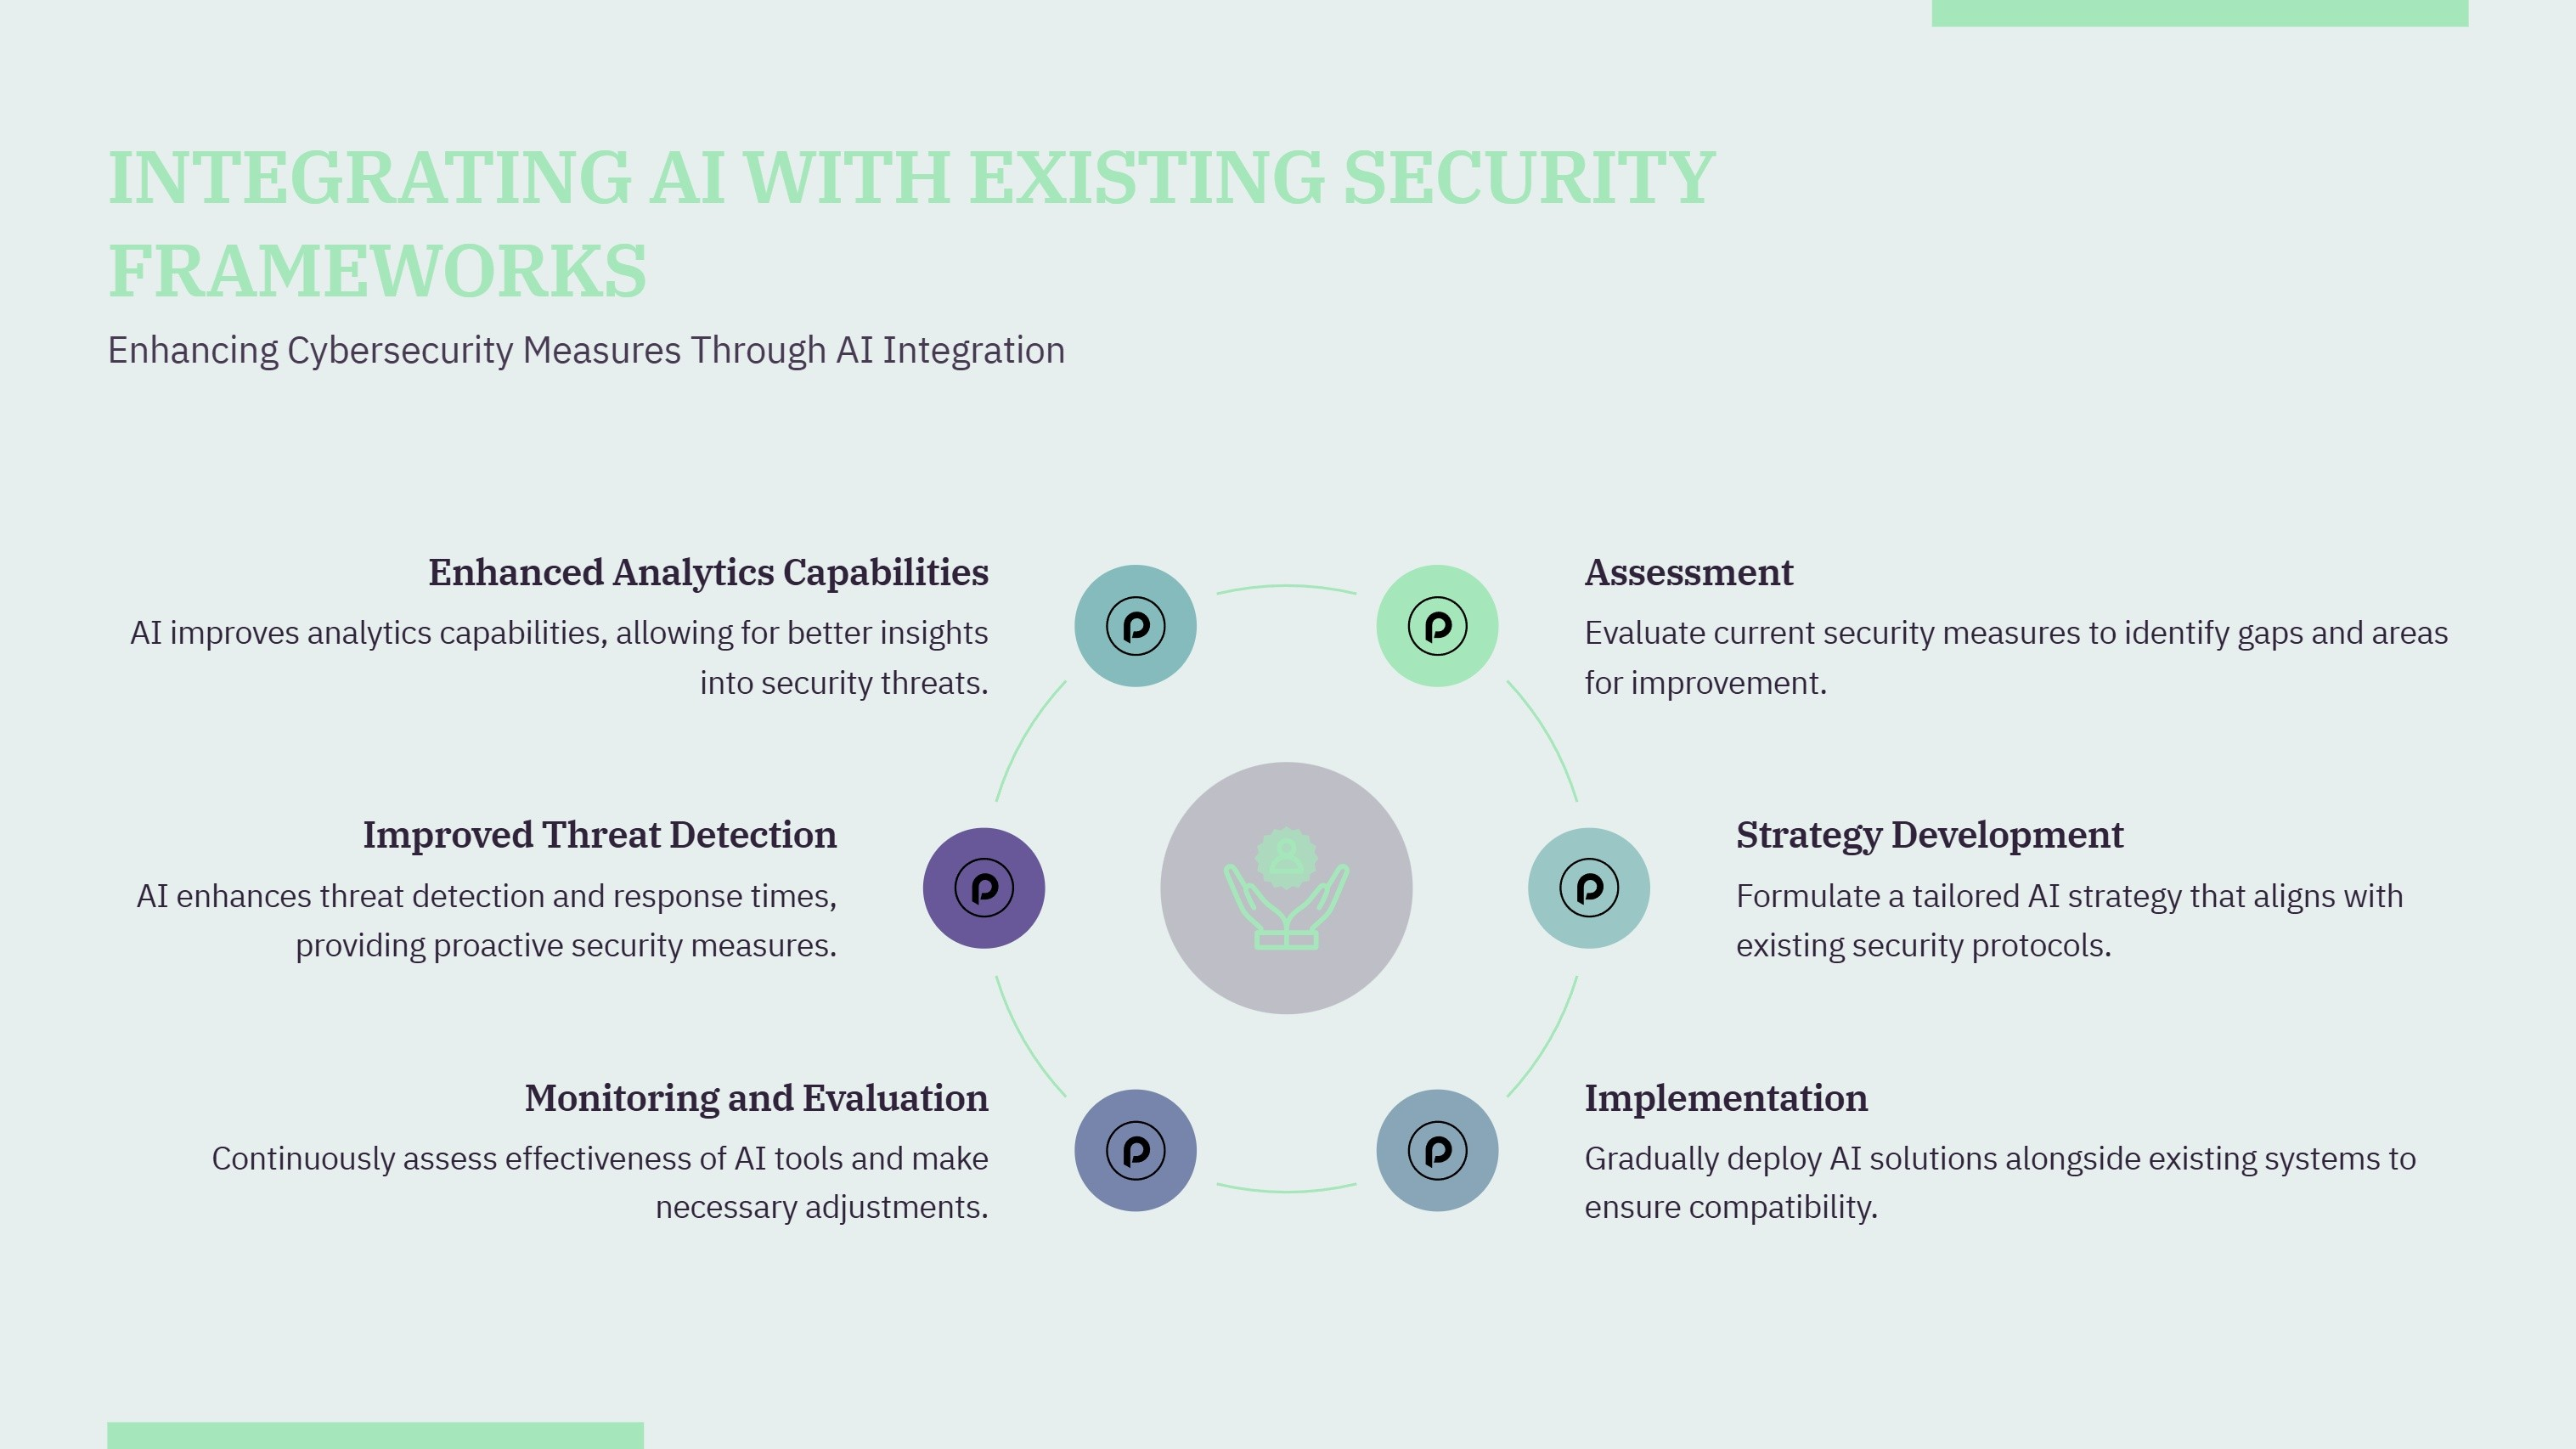 INTEGRATING AI WITH EXISTING SECURITY
FRAMEWORKS
Enhancing Cybersecurity Measures Through AI Integration
Enhanced Analytics Capabilities
AI improves analytics capabilities, allowing for better insights
into security threats.
Improved Threat Detection
AI enhances threat detection and response times,
providing proactive security measures.
Monitoring and Evaluation
Continuously assess effectiveness of AI tools and make
necessary adjustments.
Assessment
Evaluate current security measures to identify gaps and areas
for improvement.
Strategy Development
Formulate a tailored AI strategy that aligns with
existing security protocols.
Implementation
Gradually deploy AI solutions alongside existing systems to
ensure compatibility.